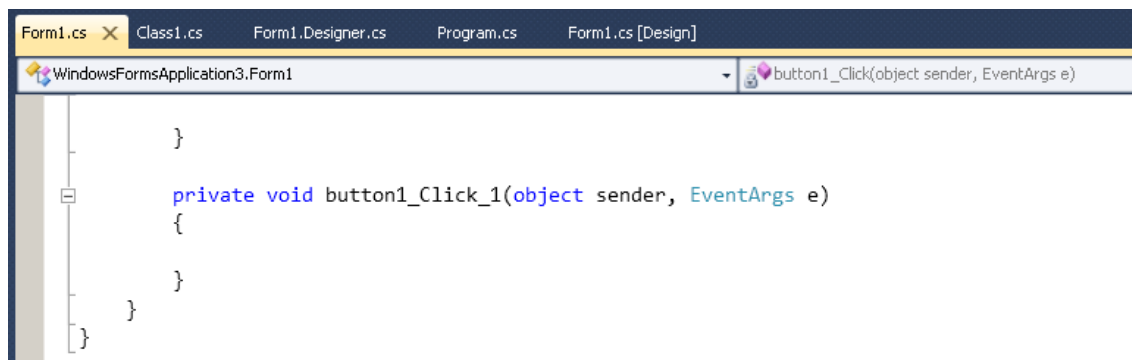 Form1.cs Class1.cs Form1.Designer.cs Program.cs Form1.cs [Design]
WindowsFormsApplication3.Form1 button1_Click(object sender, EventArgs e)
}
private void button1_Click_1(object sender, EventArgs e)
{
}
}
}